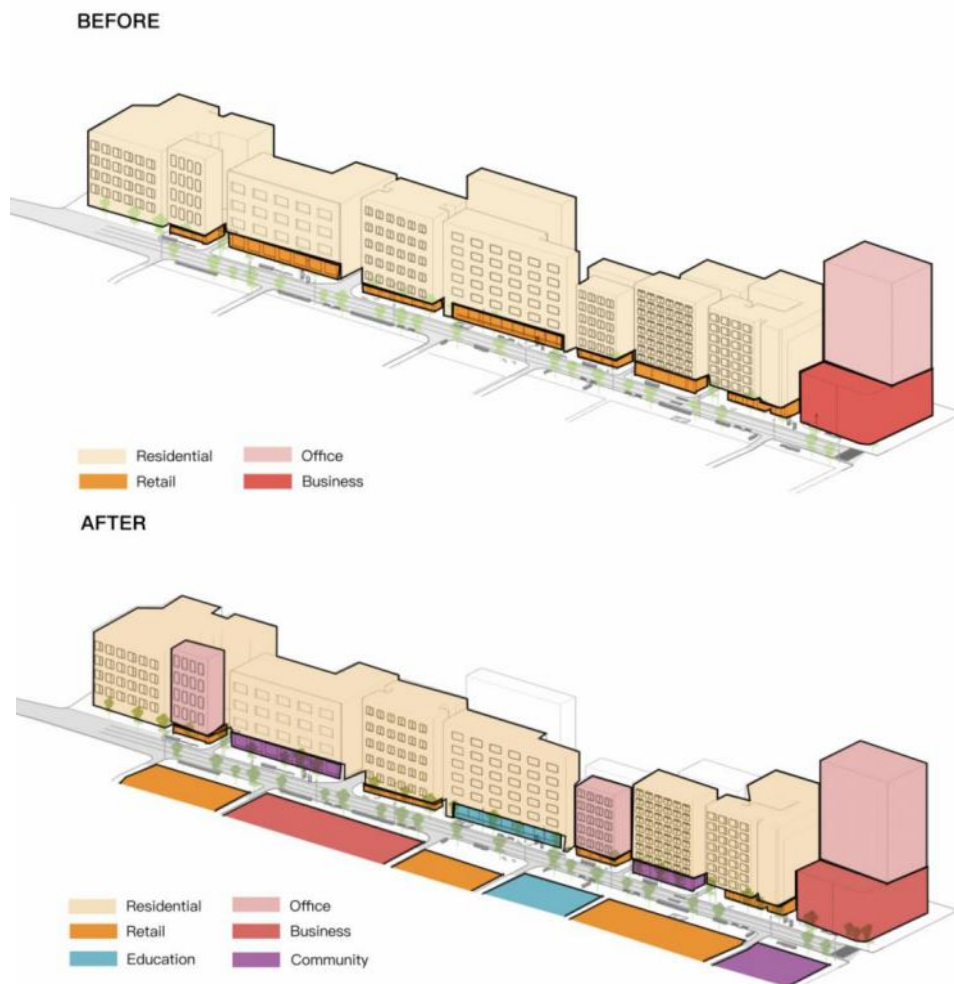 BEFORE
Residential Office
Retail Business
AFTER
Residential Office
Retail Business
Education Community